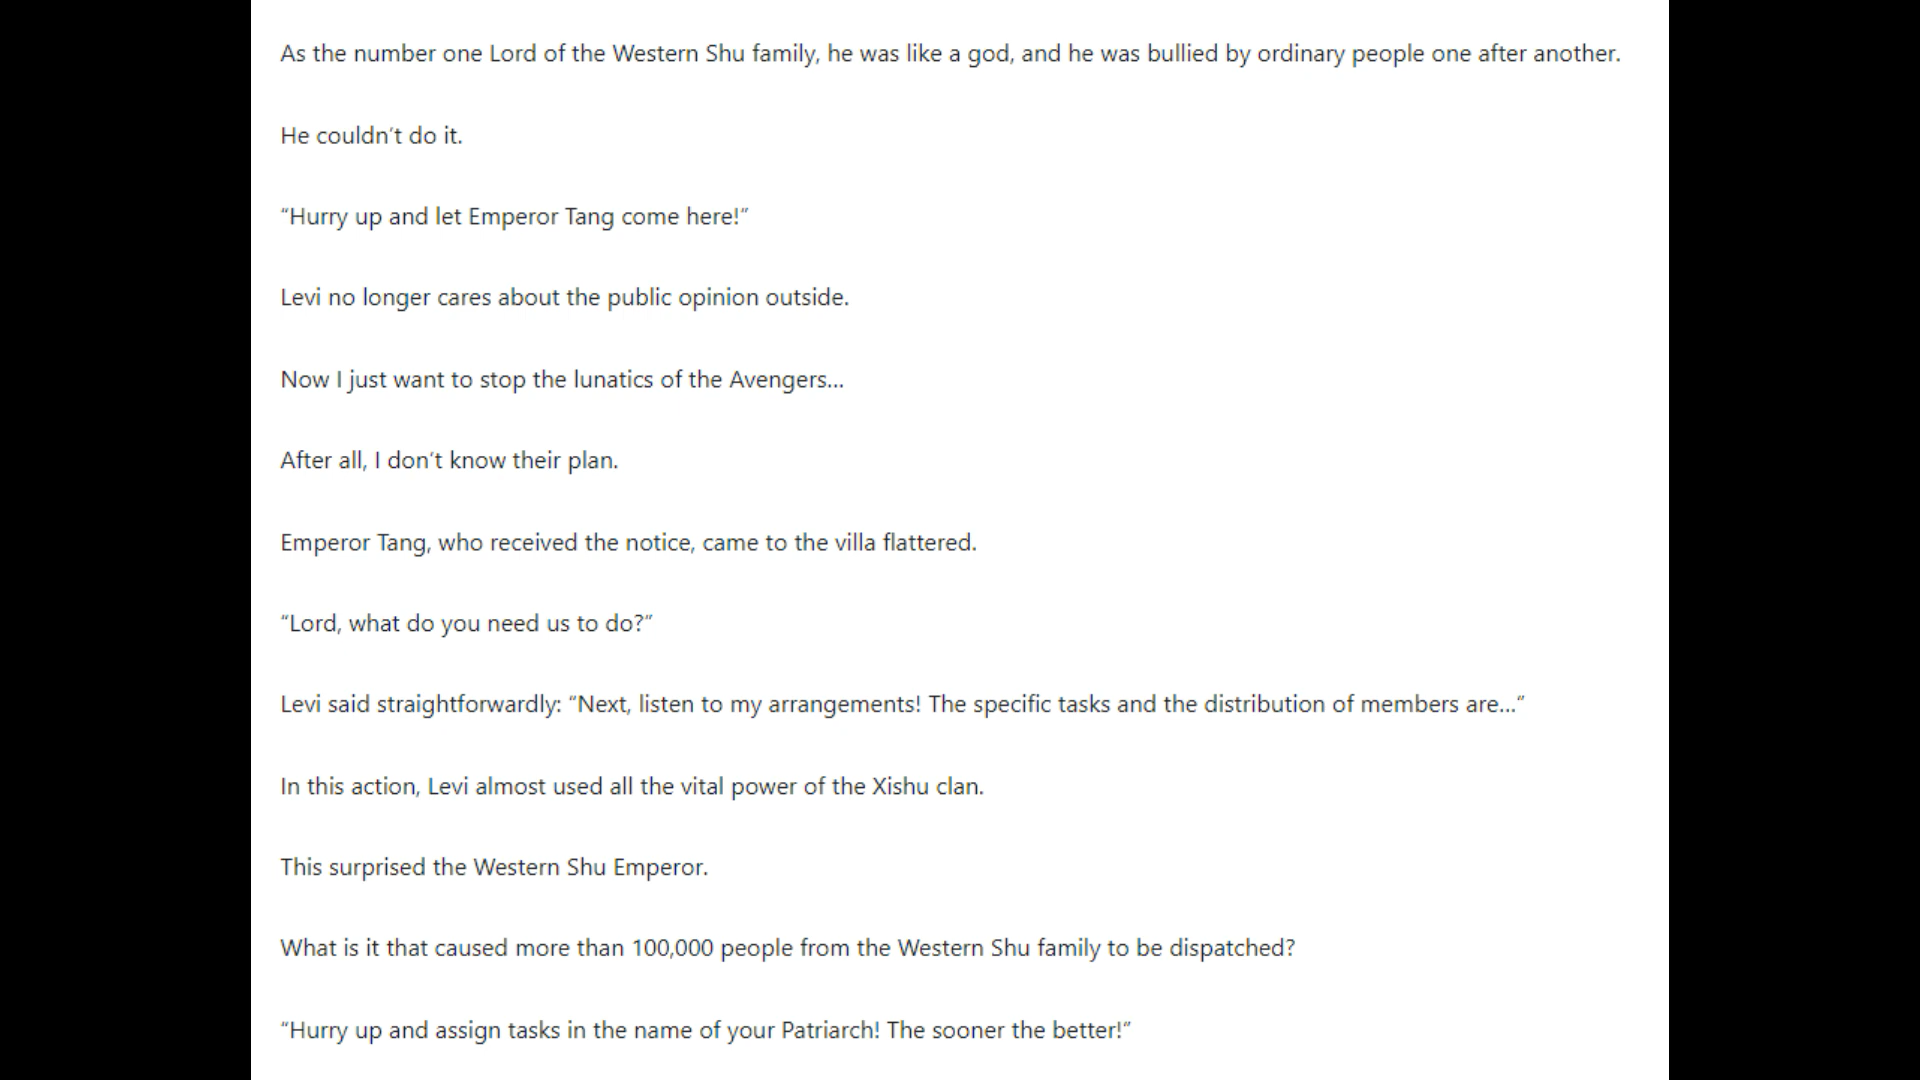 As the number one Lord of the Western Shu family, he was like a god, and he was bullied by ordinary people one after another.
He couldn’t do it.
“Hurry up and let Emperor Tang come here!”
Levi no longer cares about the public opinion outside.
Now I just want to stop the lunatics of the Avengers…
After all, I don’t know their plan.
Emperor Tang, who received the notice, came to the villa flattered.
“Lord, what do you need us to do?”
Levi said straightforwardly: “Next, listen to my arrangements! The specific tasks and the distribution of members are…”
In this action, Levi almost used all the vital power of the Xishu clan.
This surprised the Western Shu Emperor.
What is it that caused more than 100,000 people from the Western Shu family to be dispatched?
“Hurry up and assign tasks in the name of your Patriarch! The sooner the better!”